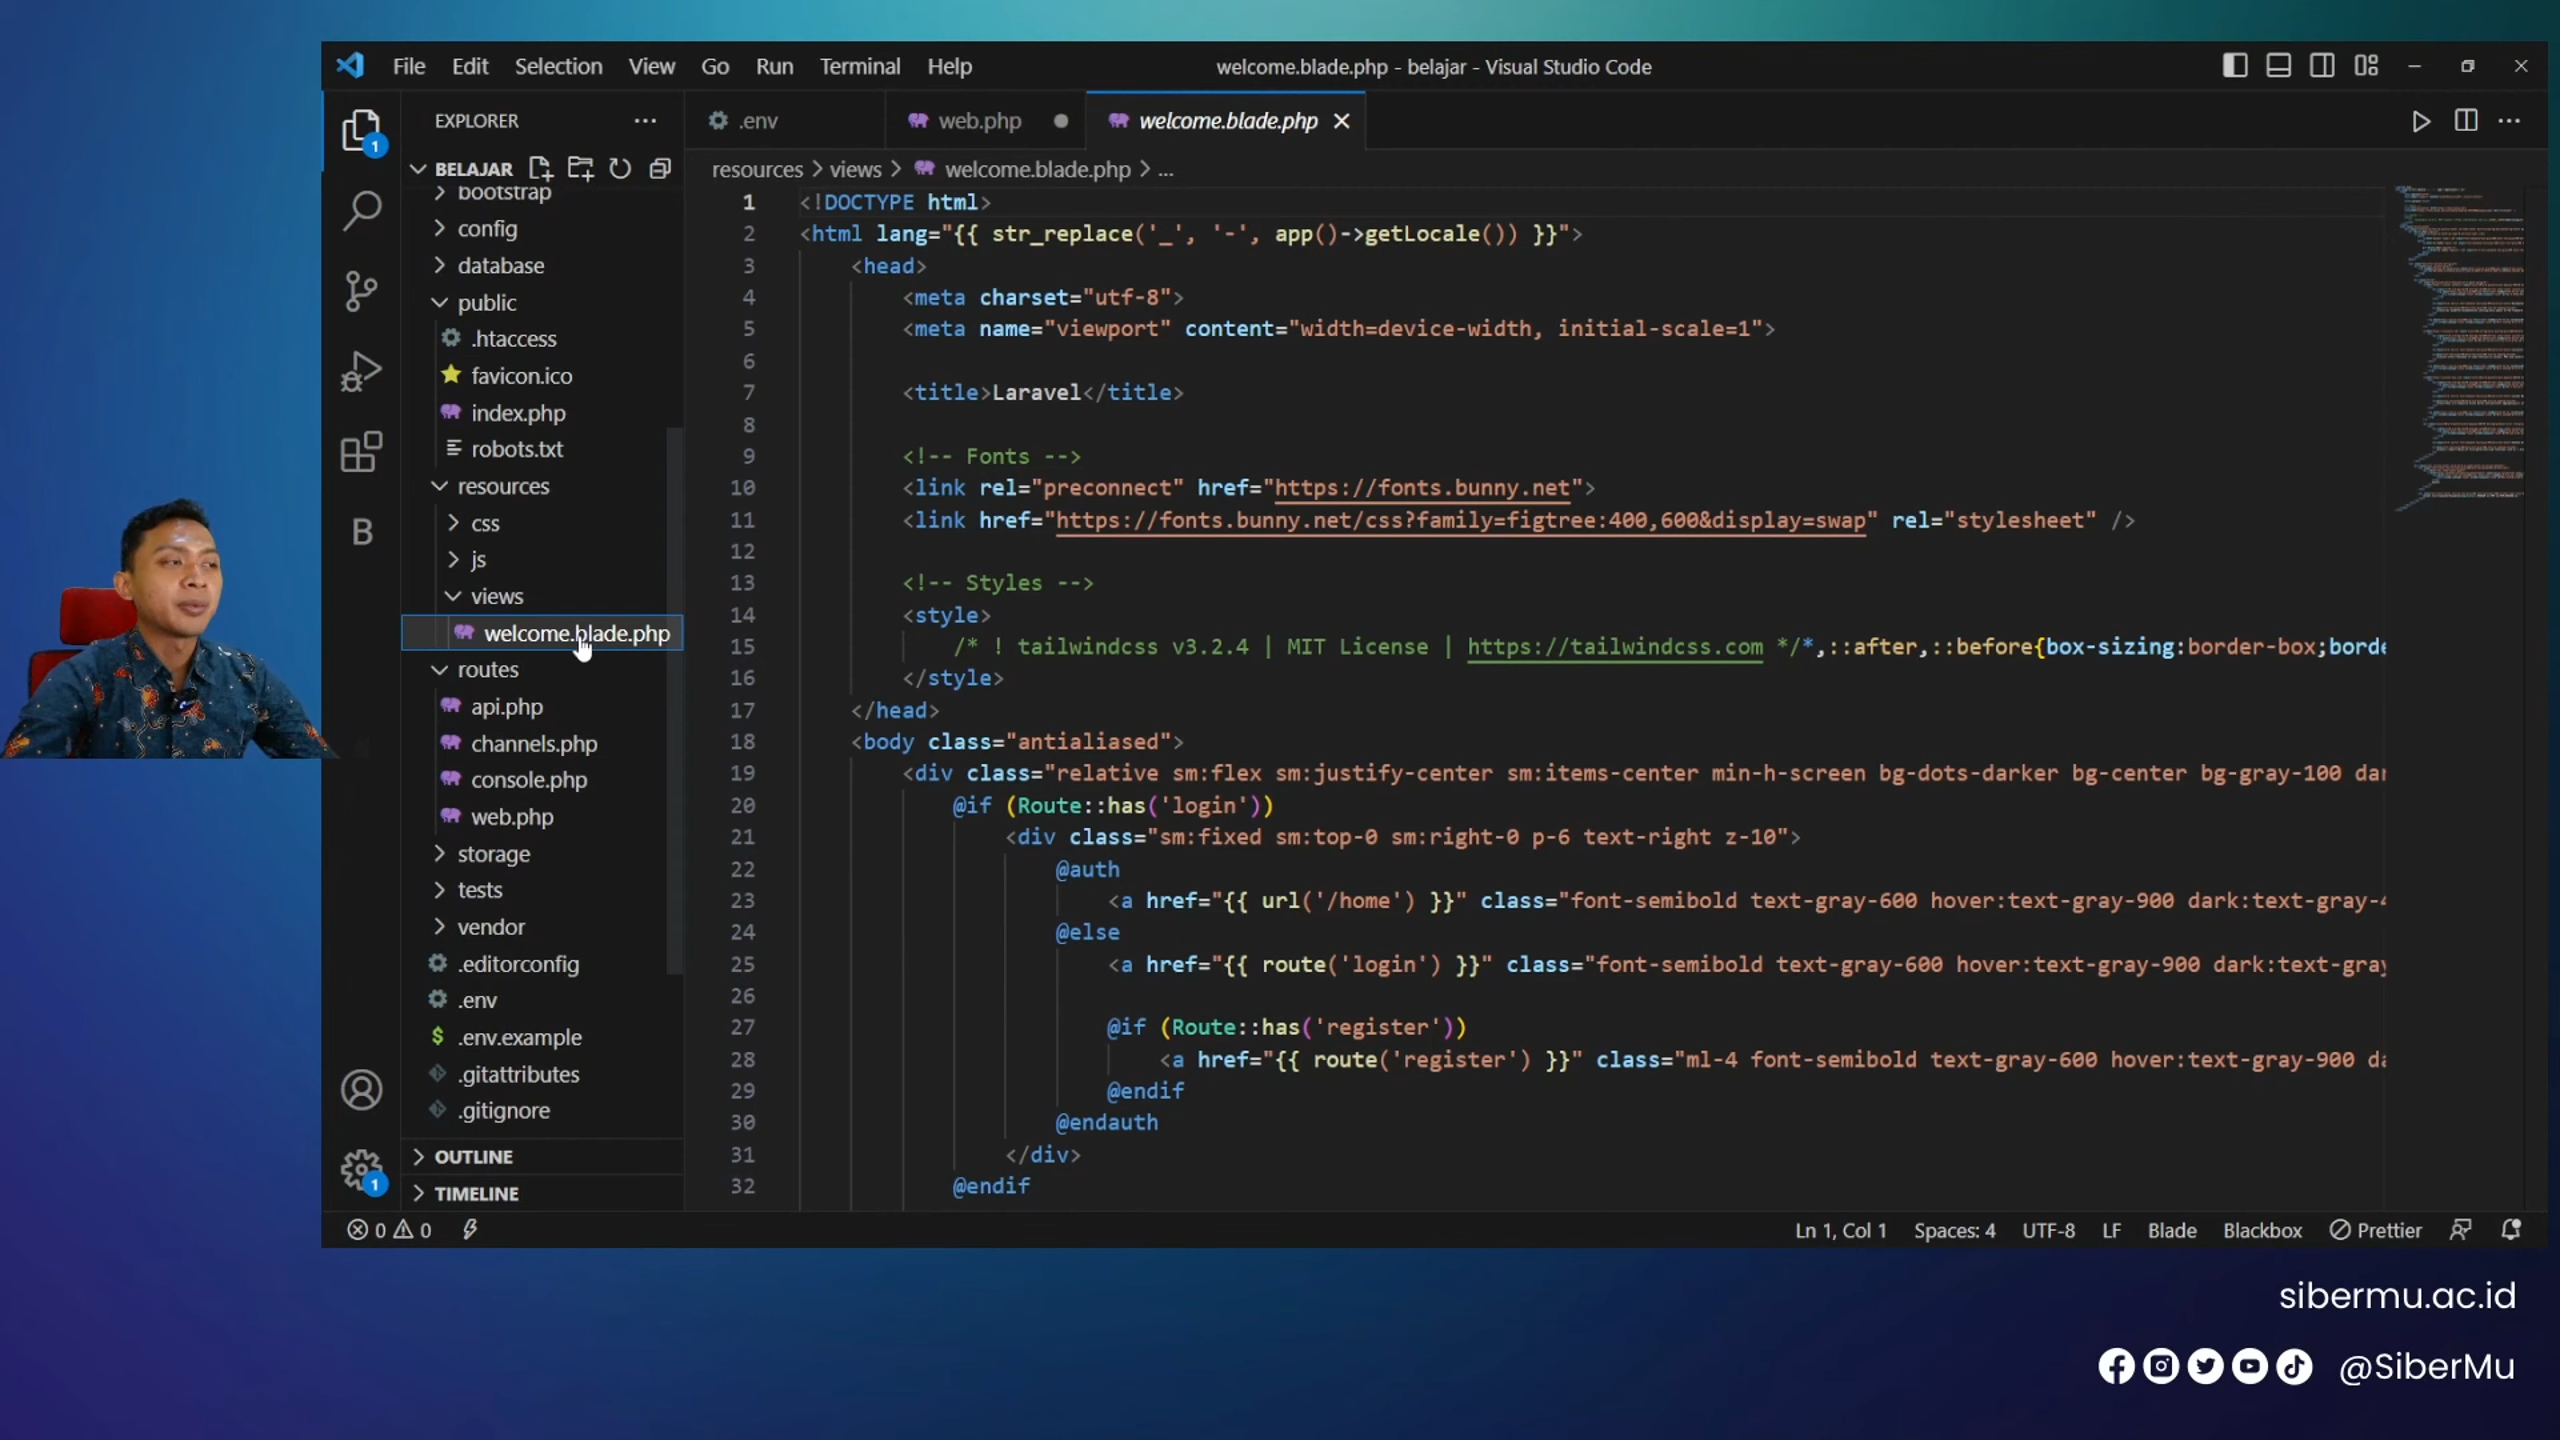 File Edit Selection View Go Run Terminal Help
welcome.blade.php - belajar - Visual Studio Code
EXPLORER
BELAJAR
bootstrap
config
database
public
.htaccess
favicon.ico
index.php
robots.txt
resources
css
js
views
welcome.blade.php
routes
api.php
channels.php
console.php
web.php
storage
tests
vendor
.editorconfig
.env
.env.example
.gitattributes
.gitignore
OUTLINE
TIMELINE
1
B
1
.env web.php welcome.blade.php
resources > views > welcome.blade.php > ...
1 <!DOCTYPE html>
2 <html lang="{{ str_replace('_', '-', app()->getLocale()) }}">
3 <head>
4 <meta charset="utf-8">
5 <meta name="viewport" content="width=device-width, initial-scale=1">
6
7 <title>Laravel</title>
8
9 <!-- Fonts -->
10 <link rel="preconnect" href="https://fonts.bunny.net">
11 <link href="https://fonts.bunny.net/css?family=figtree:400,600&display=swap" rel="stylesheet" />
12
13 <!-- Styles -->
14 <style>
15 /* ! tailwindcss v3.2.4 | MIT License | https://tailwindcss.com */*,::after,::before{box-sizing:border-box;borde
16 </style>
17 </head>
18 <body class="antialiased">
19 <div class="relative sm:flex sm:justify-center sm:items-center min-h-screen bg-dots-darker bg-center bg-gray-100 dar
20 @if (Route::has('login'))
21 <div class="sm:fixed sm:top-0 sm:right-0 p-6 text-right z-10">
22 @auth
23 <a href="{{ url('/home') }}" class="font-semibold text-gray-600 hover:text-gray-900 dark:text-gray-4
24 @else
25 <a href="{{ route('login') }}" class="font-semibold text-gray-600 hover:text-gray-900 dark:text-gray
26
27 @if (Route::has('register'))
28 <a href="{{ route('register') }}" class="ml-4 font-semibold text-gray-600 hover:text-gray-900 da
29 @endif
30 @endauth
31 </div>
32 @endif
0 0
Ln 1, Col 1 Spaces: 4 UTF-8 LF Blade Blackbox Prettier
sibermu.ac.id
@SiberMu